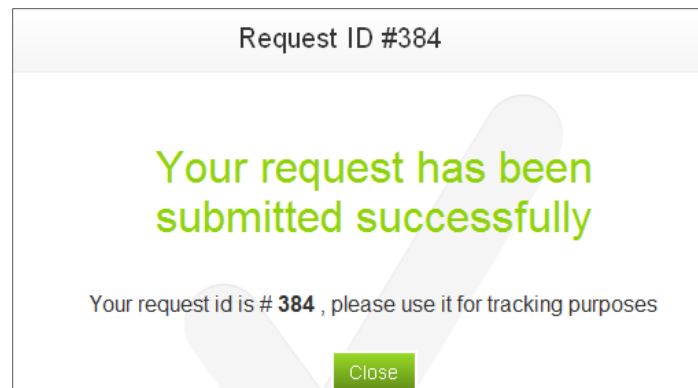 Request ID #384
Your request has been
submitted successfully
Your request id is # 384 , please use it for tracking purposes
Close